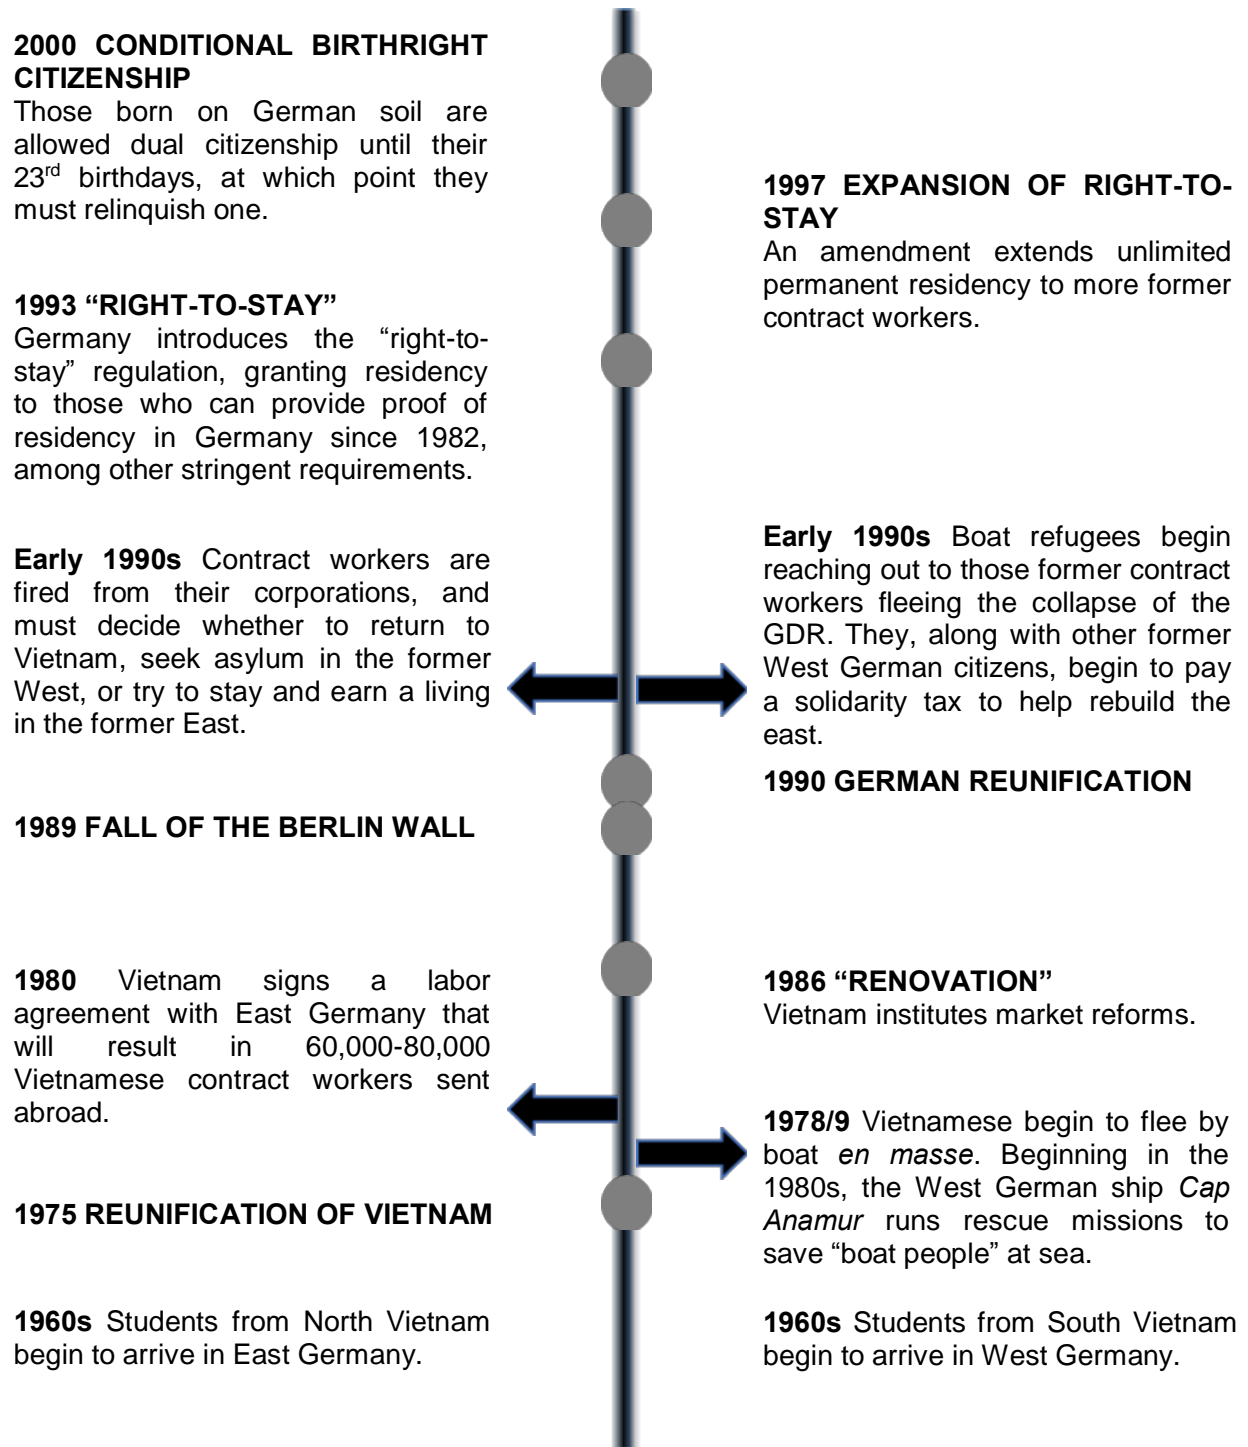 2000 CONDITIONAL BIRTHRIGHT
CITIZENSHIP
Those born on German soil are
allowed dual citizenship until their
23rd birthdays, at which point they
must relinquish one.
1997 EXPANSION OF RIGHT-TO-
STAY
An amendment extends unlimited
permanent residency to more former
contract workers.
1993 “RIGHT-TO-STAY”
Germany introduces the “right-to-
stay” regulation, granting residency
to those who can provide proof of
residency in Germany since 1982,
among other stringent requirements.
Early 1990s Contract workers are
fired from their corporations, and
must decide whether to return to
Vietnam, seek asylum in the former
West, or try to stay and earn a living
in the former East.
Early 1990s Boat refugees begin
reaching out to those former contract
workers fleeing the collapse of the
GDR. They, along with other former
West German citizens, begin to pay
a solidarity tax to help rebuild the
east.
1990 GERMAN REUNIFICATION
1989 FALL OF THE BERLIN WALL
1980 Vietnam signs a labor
agreement with East Germany that
will result in 60,000-80,000
Vietnamese contract workers sent
abroad.
1986 “RENOVATION”
Vietnam institutes market reforms.
1978/9 Vietnamese begin to flee by
boat en masse. Beginning in the
1980s, the West German ship Cap
Anamur runs rescue missions to
save “boat people” at sea.
1975 REUNIFICATION OF VIETNAM
1960s Students from North Vietnam
begin to arrive in East Germany.
1960s Students from South Vietnam
begin to arrive in West Germany.